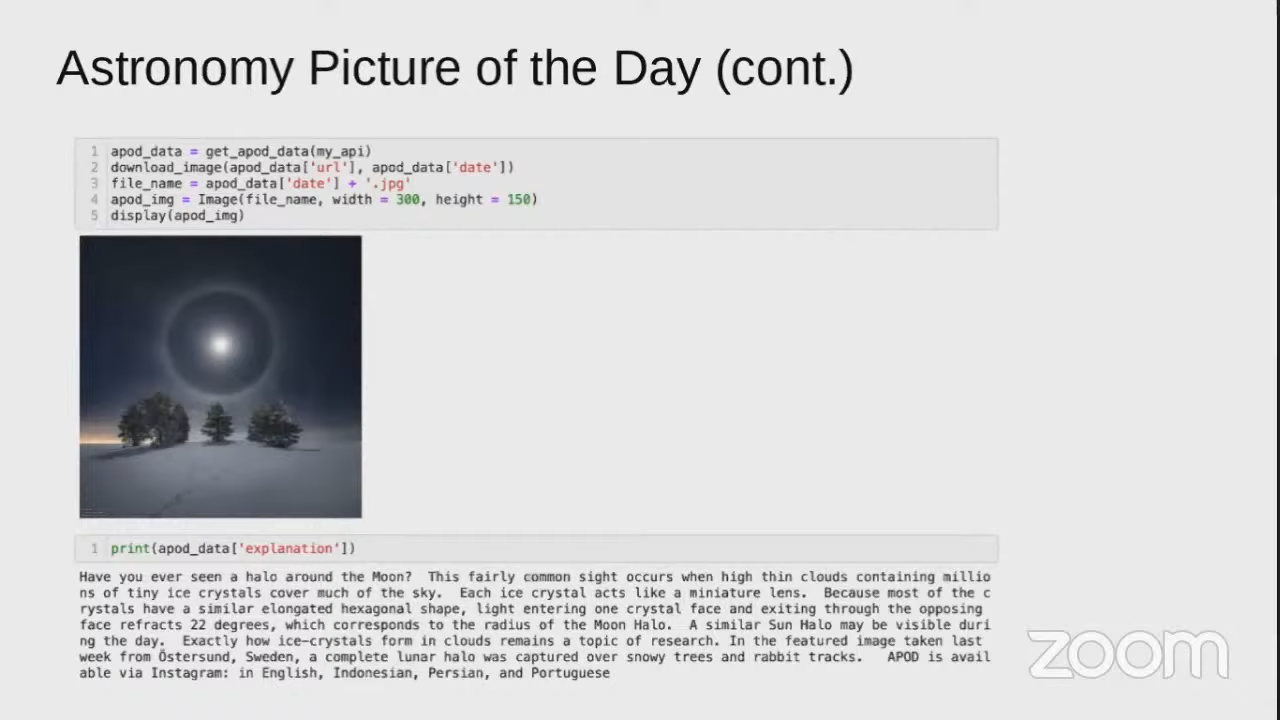 Astronomy Picture of the Day (cont.)
1 apod_data = get_apod_data(my_api)
2 download_image(apod_data['url'], apod_data['date'])
3 file_name = apod_data['date'] + '.jpg'
4 apod_img = Image(file_name, width = 300, height = 150)
5 display(apod_img)
1 print(apod_data['explanation'])
Have you ever seen a halo around the Moon?  This fairly common sight occurs when high thin clouds containing millio
ns of tiny ice crystals cover much of the sky.  Each ice crystal acts like a miniature lens.  Because most of the c
rystals have a similar elongated hexagonal shape, light entering one crystal face and exiting through the opposing
face refracts 22 degrees, which corresponds to the radius of the Moon Halo.  A similar Sun Halo may be visible duri
ng the day.  Exactly how ice-crystals form in clouds remains a topic of research. In the featured image taken last
week from Östersund, Sweden, a complete lunar halo was captured over snowy trees and rabbit tracks.   APOD is avail
able via Instagram: in English, Indonesian, Persian, and Portuguese
zoom